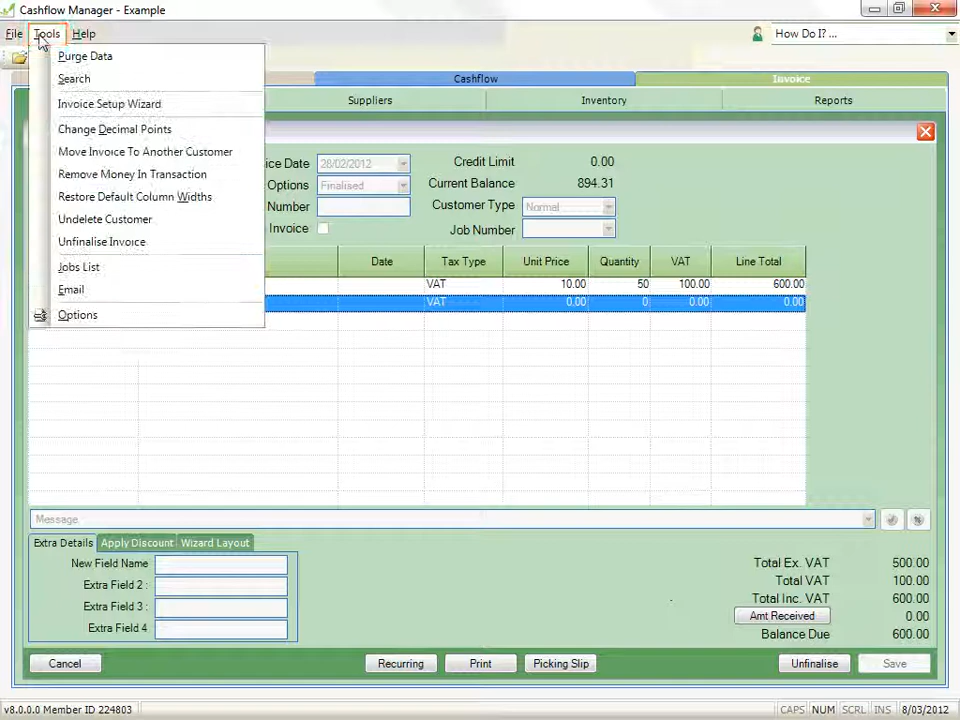 Cashflow Manager - Example
File Tools Help How Do I? ...
Purge Data
Search
Invoice Setup Wizard
Change Decimal Points
Move Invoice To Another Customer
Remove Money In Transaction
Restore Default Column Widths
Undelete Customer
Unfinalise Invoice
Jobs List
Email
Options
Cashflow Invoice
Suppliers Inventory Reports
ice Date 28/02/2012 Credit Limit 0.00
Options Finalised Current Balance 894.31
Number Customer Type Normal
Invoice Job Number
Date Tax Type Unit Price Quantity VAT Line Total
VAT 10.00 50 100.00 600.00
VAT 0.00 0 0.00 0.00
Message
Extra Details Apply Discount Wizard Layout
New Field Name
Extra Field 2 :
Extra Field 3 :
Extra Field 4
Total Ex. VAT 500.00
Total VAT 100.00
Total Inc. VAT 600.00
Amt Received 0.00
Balance Due 600.00
Cancel Recurring Print Picking Slip Unfinalise Save
v8.0.0.0 Member ID 224803 CAPS NUM SCRL INS 8/03/2012